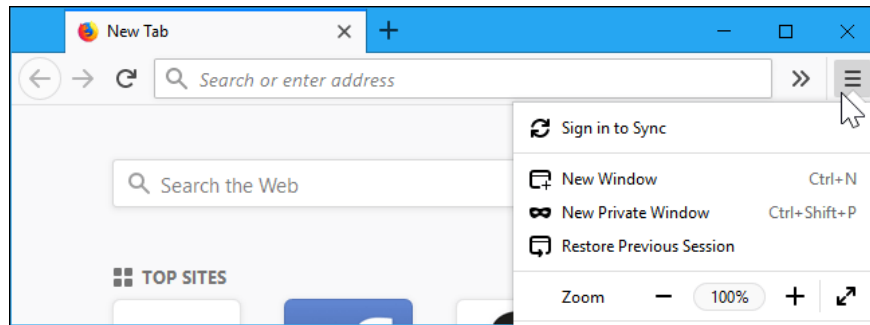 New Tab
Search or enter address
Sign in to Sync
Search the Web
New Window Ctrl+N
New Private Window Ctrl+Shift+P
Restore Previous Session
TOP SITES
Zoom 100%